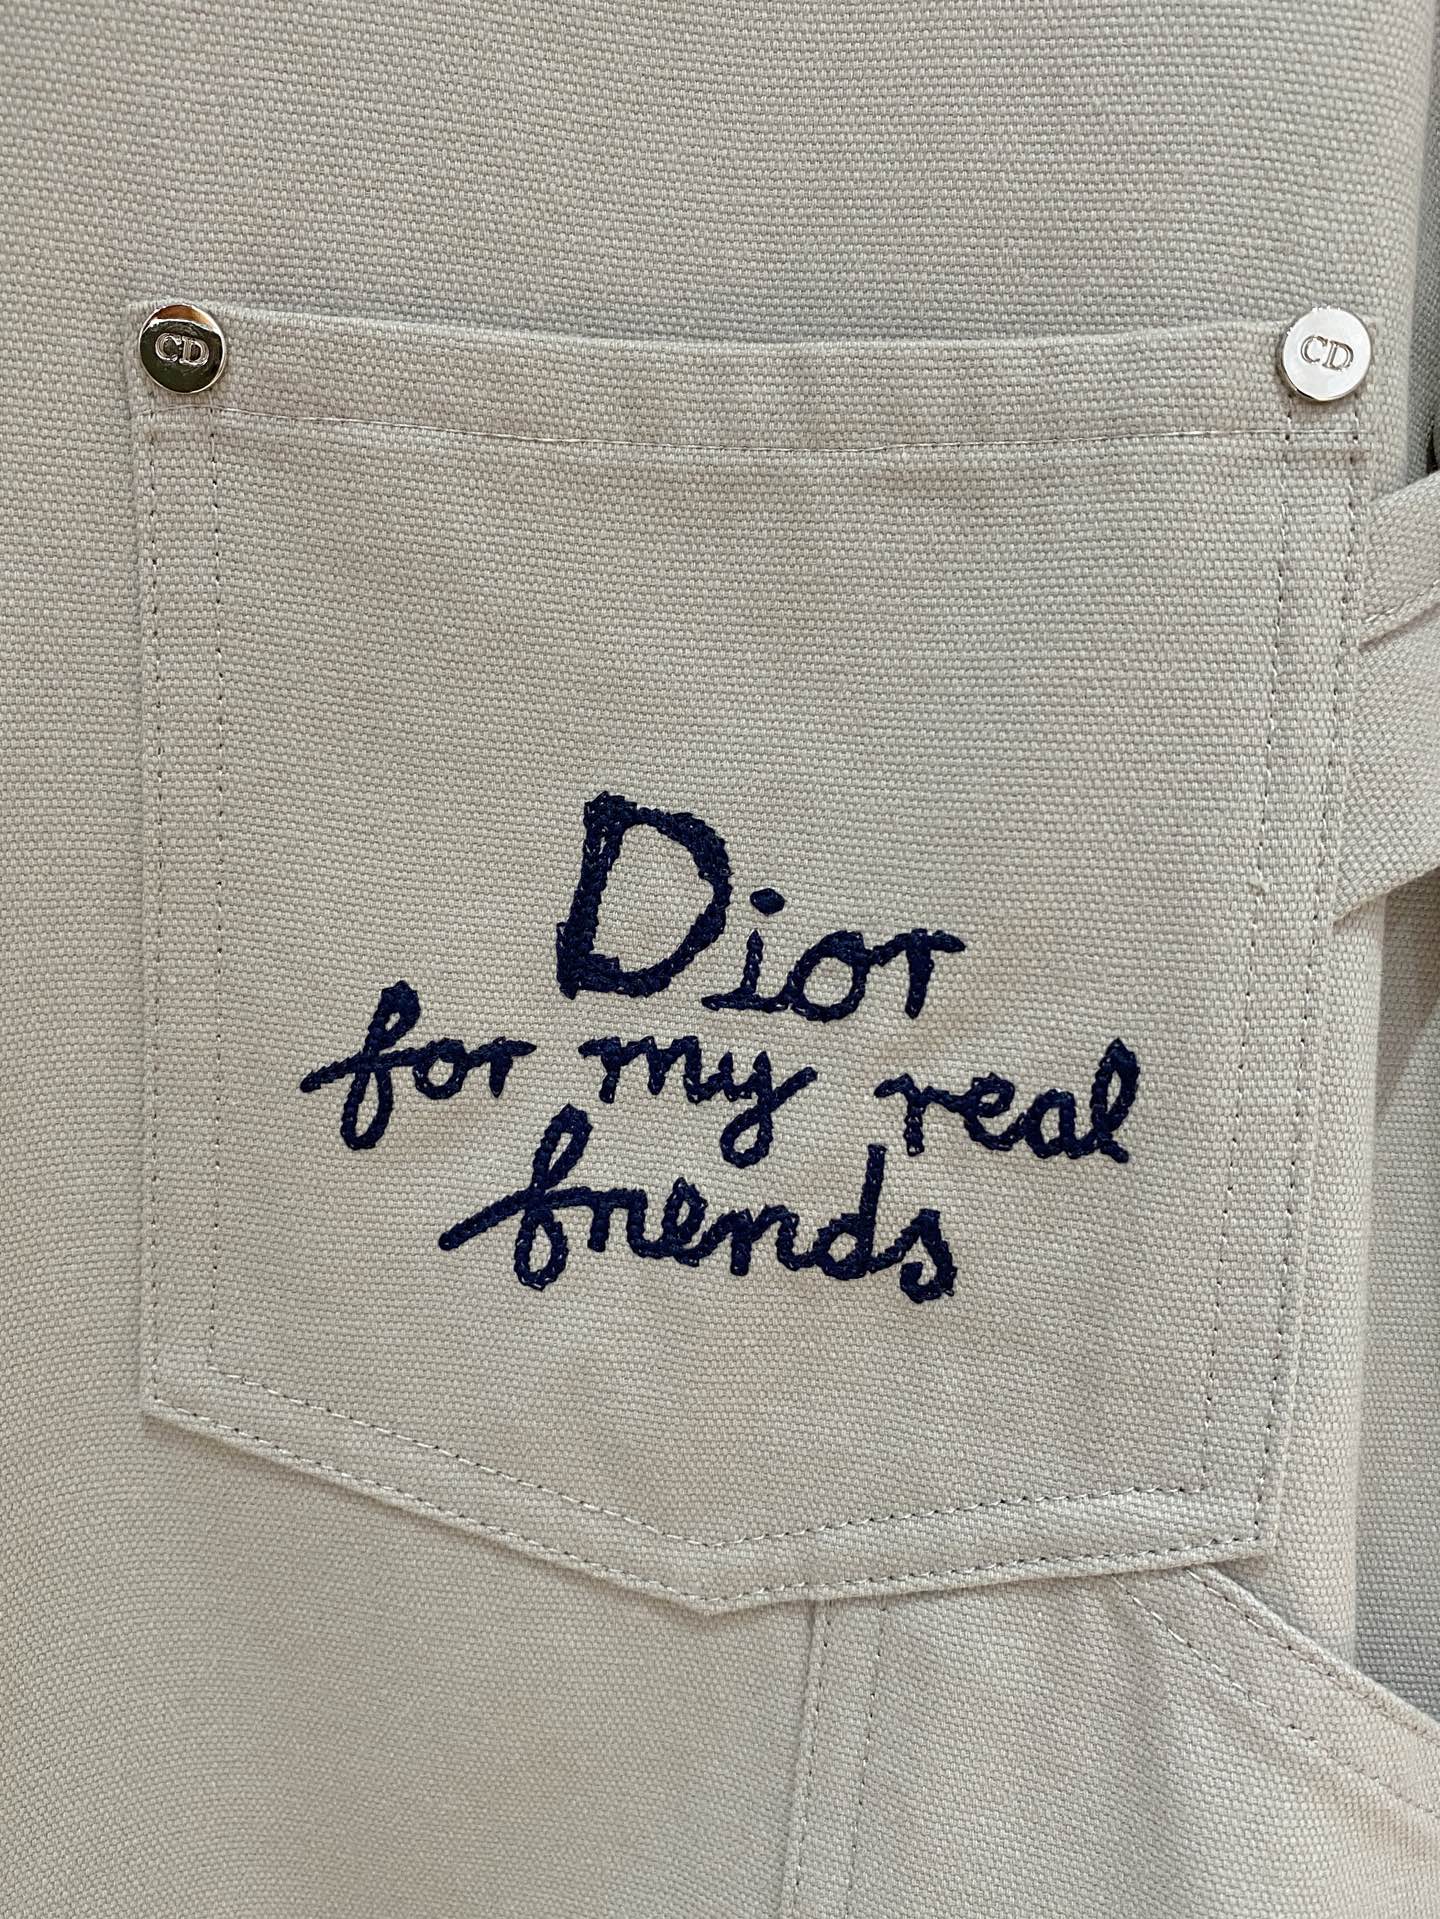 CD CD
Dior
for my real
friends